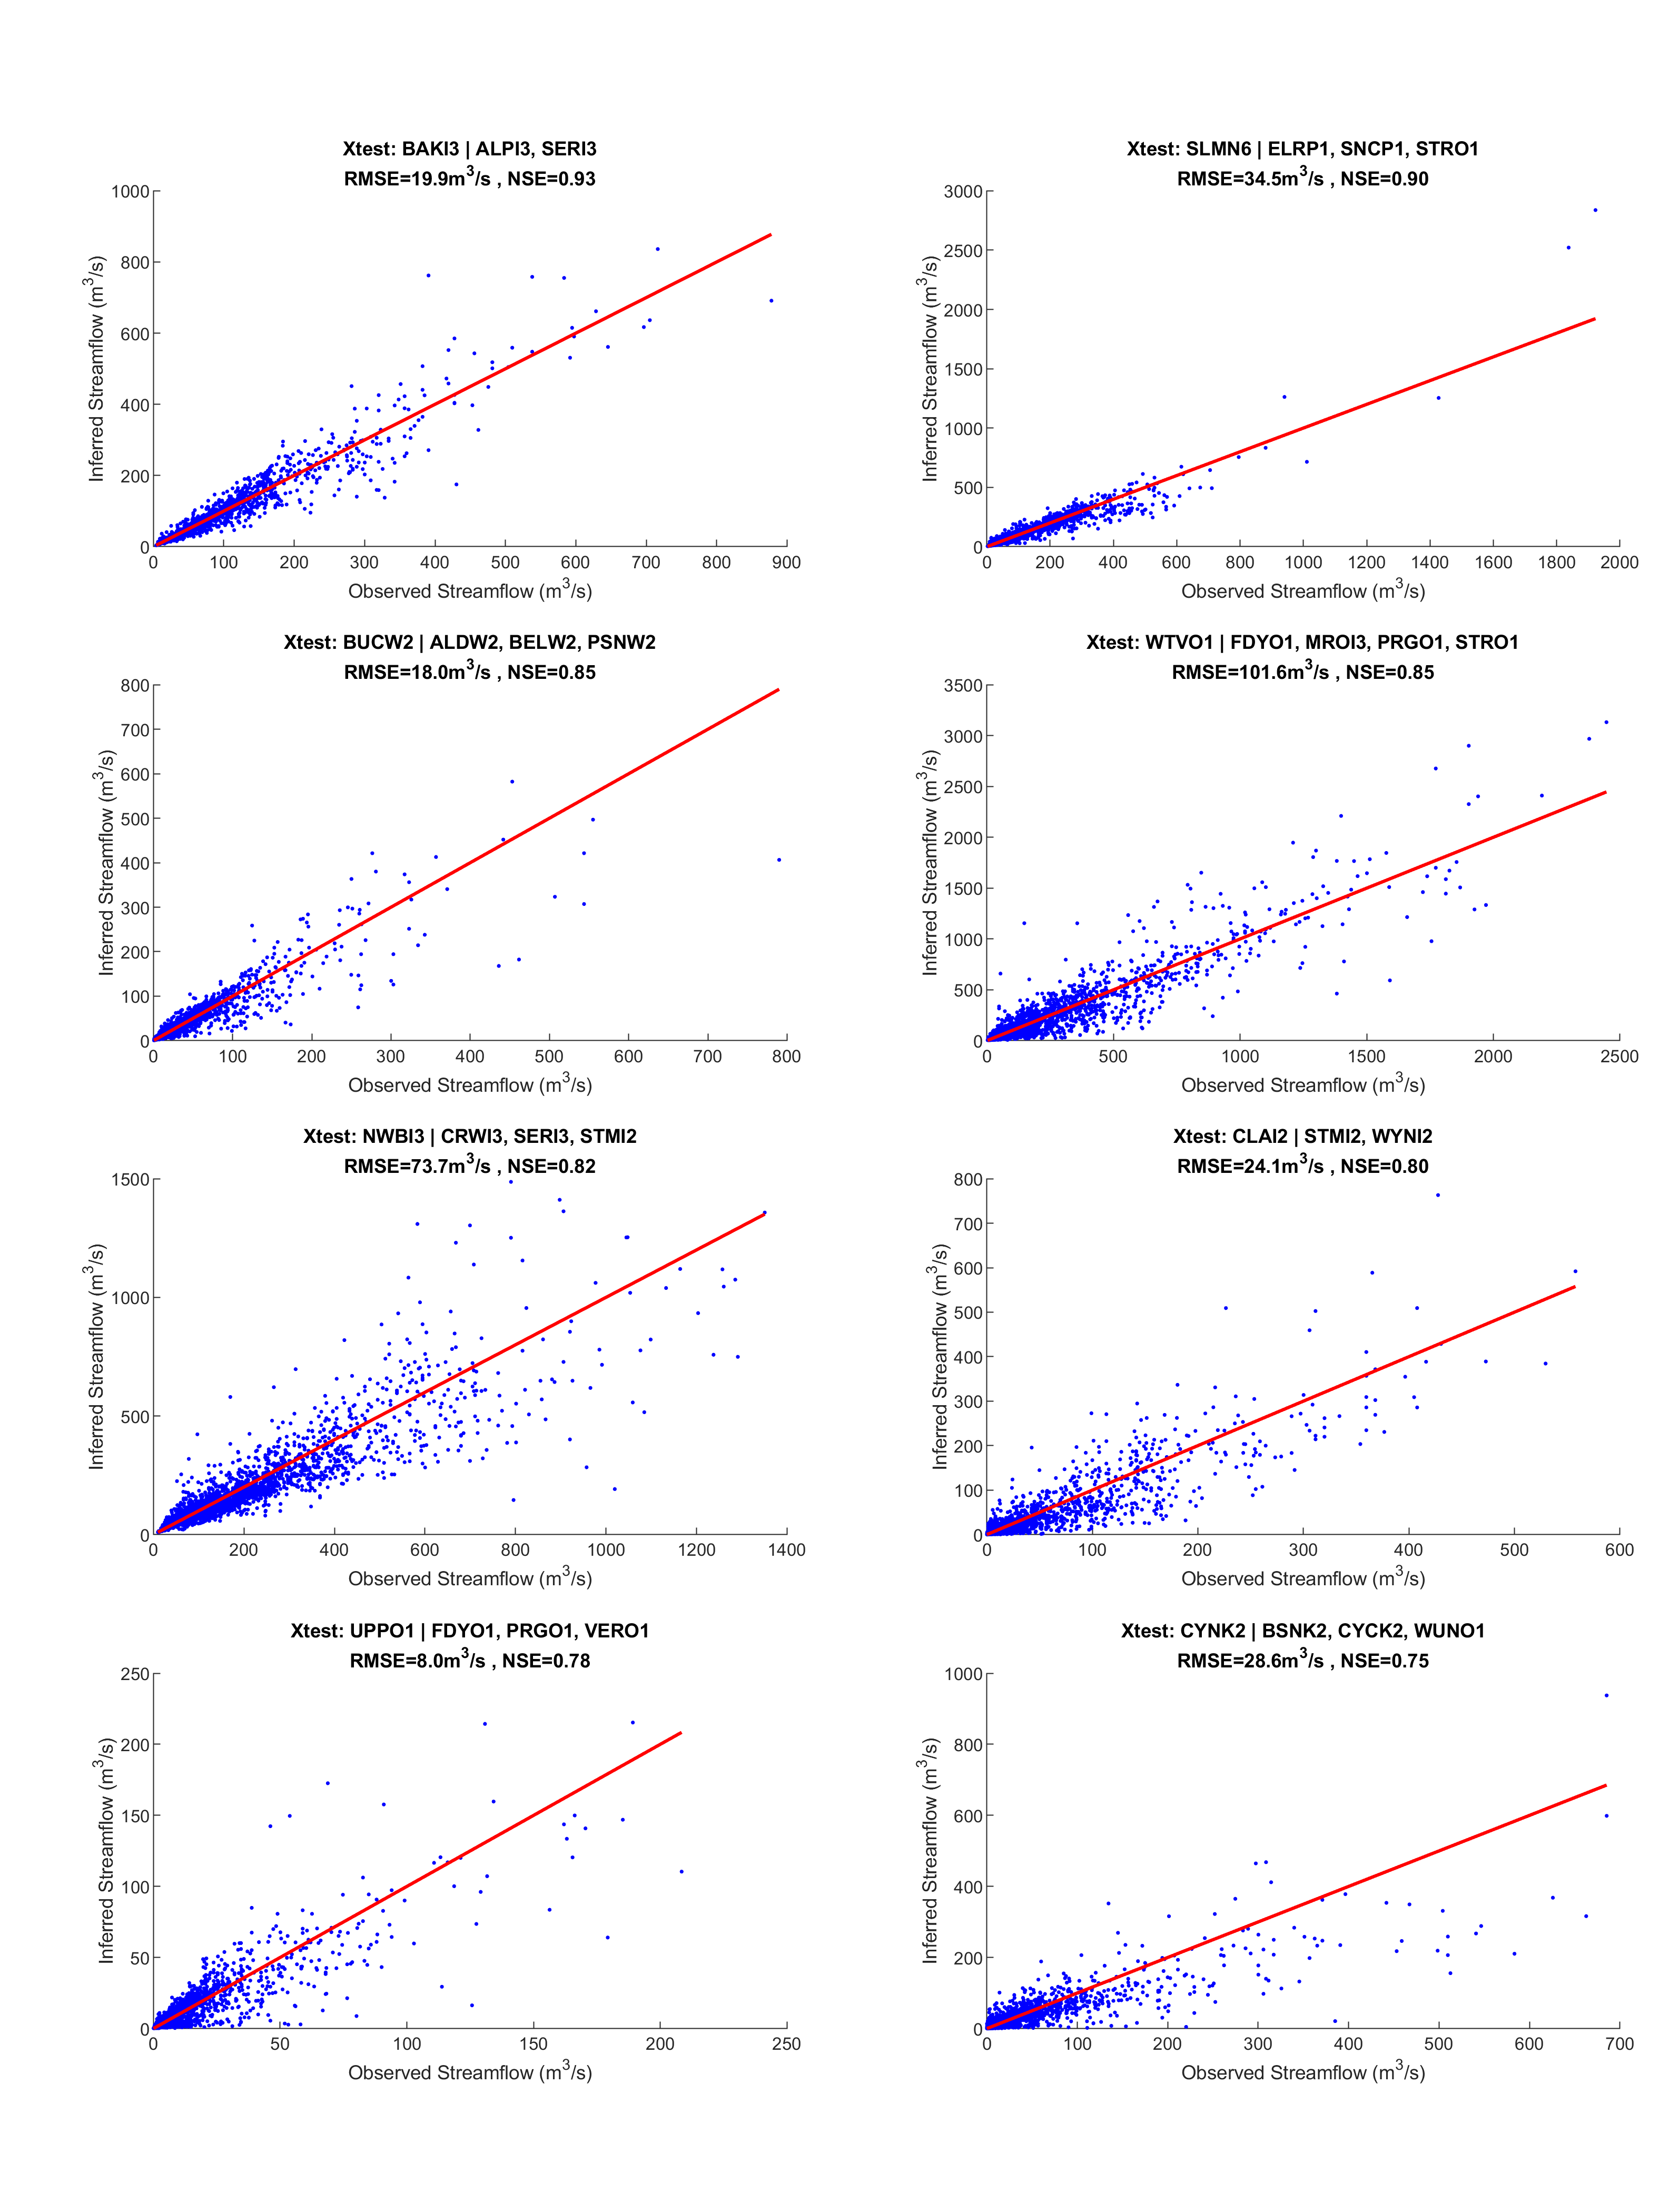 Xtest: BAKI3 | ALPI3, SERI3
RMSE=19.9m³/s , NSE=0.93
Inferred Streamflow (m³/s)
1000
800
600
400
200
0
0 100 200 300 400 500 600 700 800 900
Observed Streamflow (m³/s)
Xtest: SLMN6 | ELRP1, SNCP1, STRO1
RMSE=34.5m³/s , NSE=0.90
Inferred Streamflow (m³/s)
3000
2500
2000
1500
1000
500
0
0 200 400 600 800 1000 1200 1400 1600 1800 2000
Observed Streamflow (m³/s)
Xtest: BUCW2 | ALDW2, BELW2, PSNW2
RMSE=18.0m³/s , NSE=0.85
Inferred Streamflow (m³/s)
800
700
600
500
400
300
200
100
0
0 100 200 300 400 500 600 700 800
Observed Streamflow (m³/s)
Xtest: WTVO1 | FDYO1, MROI3, PRGO1, STRO1
RMSE=101.6m³/s , NSE=0.85
Inferred Streamflow (m³/s)
3500
3000
2500
2000
1500
1000
500
0
0 500 1000 1500 2000 2500
Observed Streamflow (m³/s)
Xtest: NWBI3 | CRWI3, SERI3, STMI2
RMSE=73.7m³/s , NSE=0.82
Inferred Streamflow (m³/s)
1500
1000
500
0
0 200 400 600 800 1000 1200 1400
Observed Streamflow (m³/s)
Xtest: CLAI2 | STMI2, WYNI2
RMSE=24.1m³/s , NSE=0.80
Inferred Streamflow (m³/s)
800
700
600
500
400
300
200
100
0
0 100 200 300 400 500 600
Observed Streamflow (m³/s)
Xtest: UPPO1 | FDYO1, PRGO1, VERO1
RMSE=8.0m³/s , NSE=0.78
Inferred Streamflow (m³/s)
250
200
150
100
50
0
0 50 100 150 200 250
Observed Streamflow (m³/s)
Xtest: CYNK2 | BSNK2, CYCK2, WUNO1
RMSE=28.6m³/s , NSE=0.75
Inferred Streamflow (m³/s)
1000
800
600
400
200
0
0 100 200 300 400 500 600 700
Observed Streamflow (m³/s)